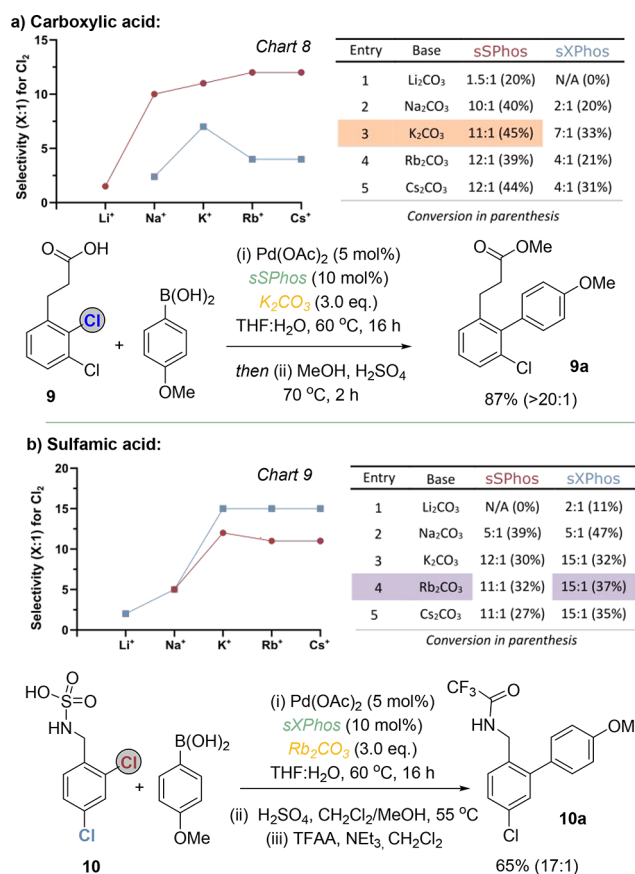 a) Carboxylic acid:
Chart 8
Selectivity (X:1) for Cl₂
15
10
5
0
Li⁺ Na⁺ K⁺ Rb⁺ Cs⁺
Entry Base sSPhos sXPhos
1 Li₂CO₃ 1.5:1 (20%) N/A (0%)
2 Na₂CO₃ 10:1 (40%) 2:1 (20%)
3 K₂CO₃ 11:1 (45%) 7:1 (33%)
4 Rb₂CO₃ 12:1 (39%) 4:1 (21%)
5 Cs₂CO₃ 12:1 (44%) 4:1 (31%)
Conversion in parenthesis
O
OH
Cl
Cl
9
+
B(OH)₂
OMe
(i) Pd(OAc)₂ (5 mol%)
sSPhos (10 mol%)
K₂CO₃ (3.0 eq.)
THF:H₂O, 60 °C, 16 h
then (ii) MeOH, H₂SO₄
70 °C, 2 h
O
OMe
OMe
Cl
9a
87% (>20:1)
b) Sulfamic acid:
Chart 9
Selectivity (X:1) for Cl₂
20
15
10
5
0
Li⁺ Na⁺ K⁺ Rb⁺ Cs⁺
Entry Base sSPhos sXPhos
1 Li₂CO₃ N/A (0%) 2:1 (11%)
2 Na₂CO₃ 5:1 (39%) 5:1 (47%)
3 K₂CO₃ 12:1 (30%) 15:1 (32%)
4 Rb₂CO₃ 11:1 (32%) 15:1 (37%)
5 Cs₂CO₃ 11:1 (27%) 15:1 (35%)
Conversion in parenthesis
HO
O
S
O
NH
Cl
Cl
10
+
B(OH)₂
OMe
(i) Pd(OAc)₂ (5 mol%)
sXPhos (10 mol%)
Rb₂CO₃ (3.0 eq.)
THF:H₂O, 60 °C, 16 h
(ii) H₂SO₄, CH₂Cl₂/MeOH, 55 °C
(iii) TFAA, NEt₃, CH₂Cl₂
CF₃
O
HN
OM
Cl
10a
65% (17:1)